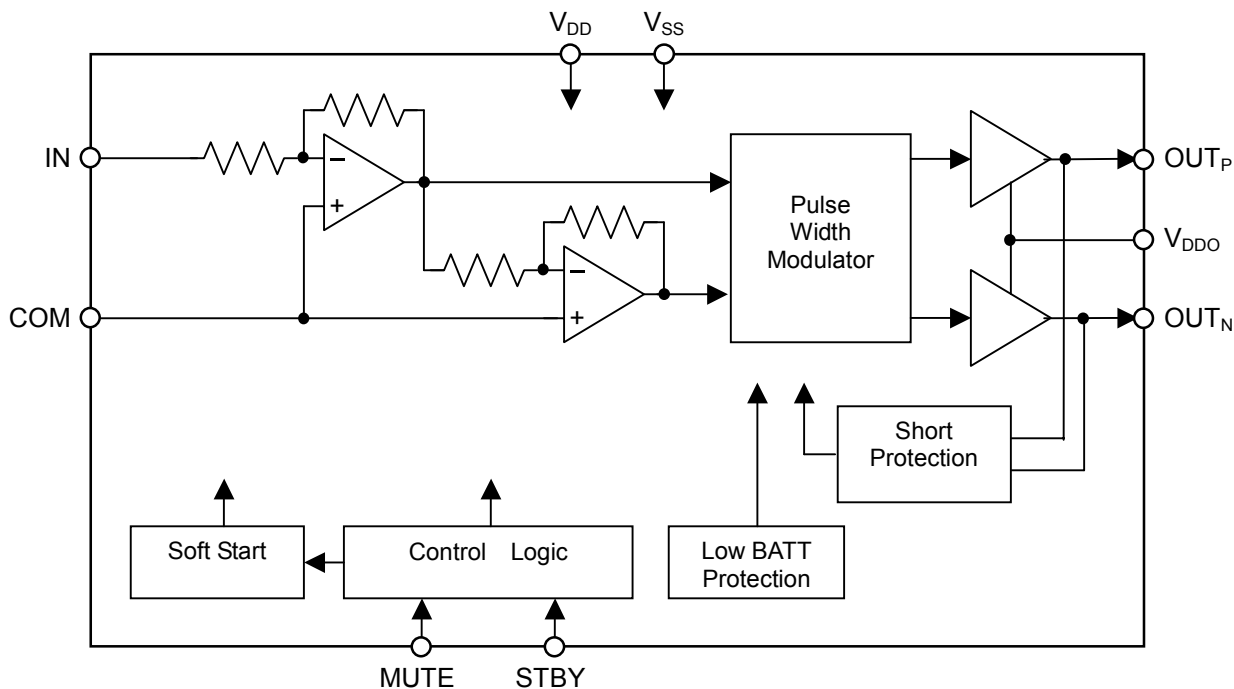 V_DD
V_SS
IN
COM
−
+
−
+
Pulse
Width
Modulator
OUT_P
V_DDO
OUT_N
Short
Protection
Soft Start
Control Logic
Low BATT
Protection
MUTE
STBY